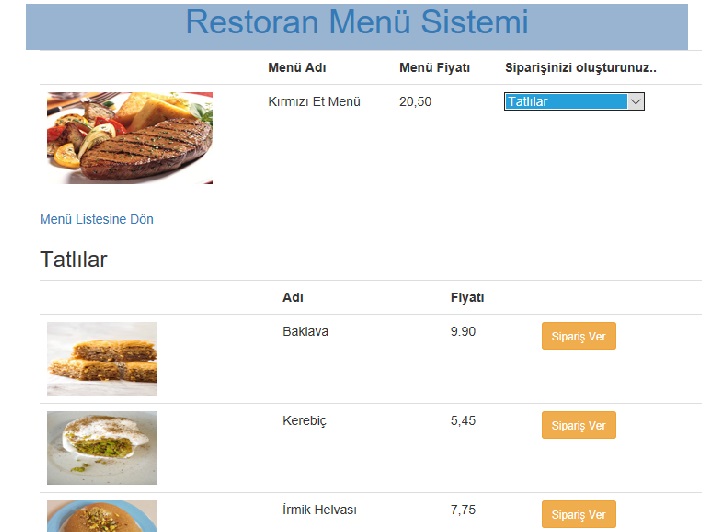 Restoran Menü Sistemi
Menü Adı Menü Fiyatı Siparişinizi oluşturunuz..
Kırmızı Et Menü 20,50 Tatlılar
Menü Listesine Dön
Tatlılar
Adı Fiyatı
Baklava 9.90 Sipariş Ver
Kerebiç 5,45 Sipariş Ver
İrmik Helvası 7,75 Sipariş Ver